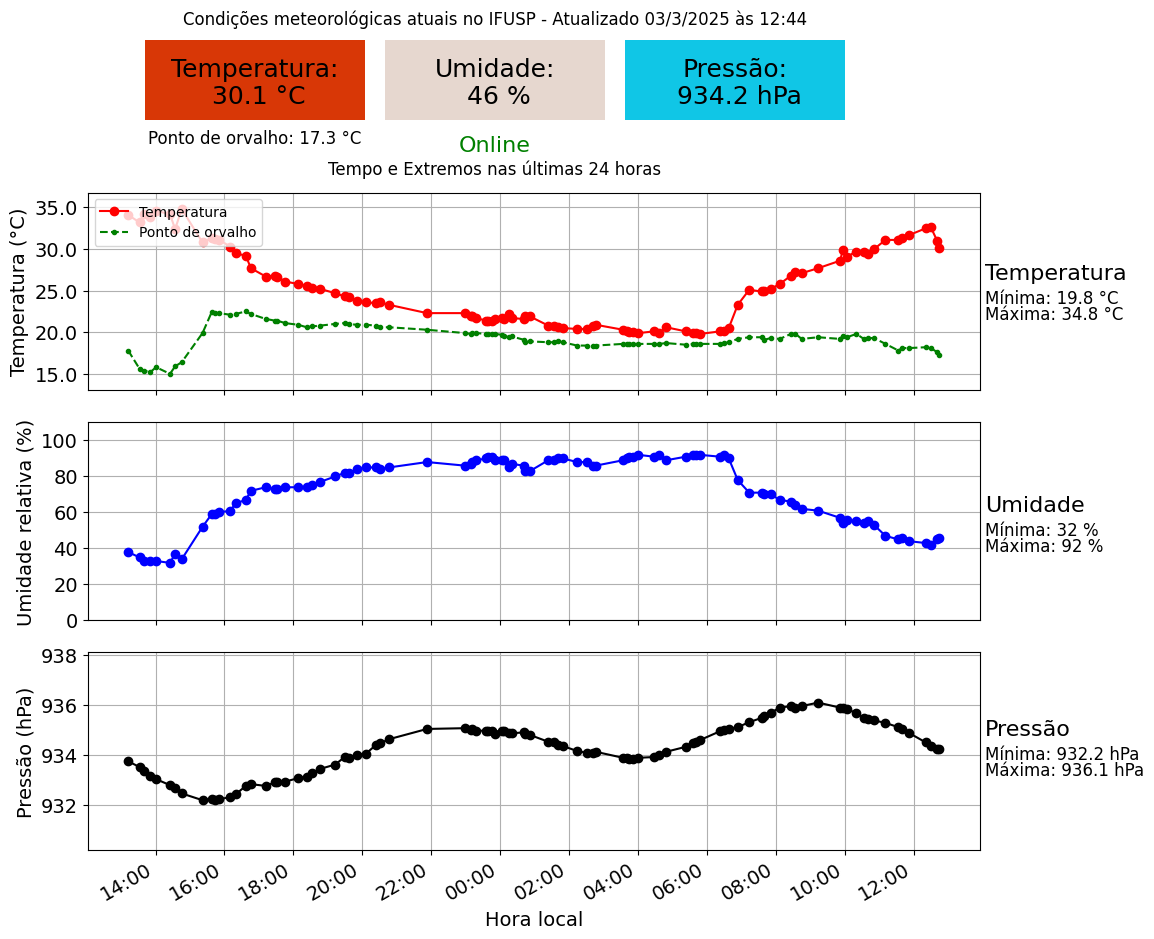 Condições meteorológicas atuais no IFUSP - Atualizado 03/3/2025 às 12:44
Temperatura:
30.1 °C
Umidade:
46 %
Pressão:
934.2 hPa
Ponto de orvalho: 17.3 °C
Online
Tempo e Extremos nas últimas 24 horas
Temperatura (°C)
35.0
30.0
25.0
20.0
15.0
Temperatura
Ponto de orvalho
Temperatura
Mínima: 19.8 °C
Máxima: 34.8 °C
Umidade relativa (%)
100
80
60
40
20
0
Umidade
Mínima: 32 %
Máxima: 92 %
Pressão (hPa)
938
936
934
932
Pressão
Mínima: 932.2 hPa
Máxima: 936.1 hPa
14:00
16:00
18:00
20:00
22:00
00:00
02:00
04:00
06:00
08:00
10:00
12:00
Hora local